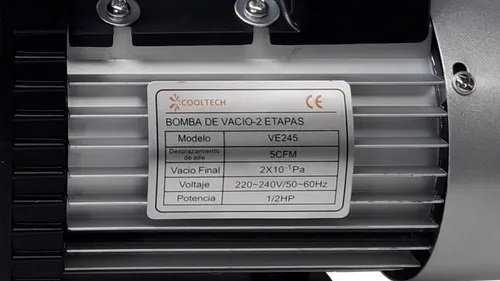 COOLTECH CE
BOMBA DE VACIO-2 ETAPAS
Modelo VE245
Desplazamiento de aire 5CFM
Vacio Final 2X10⁻¹Pa
Voltaje 220~240V/50~60Hz
Potencia 1/2HP